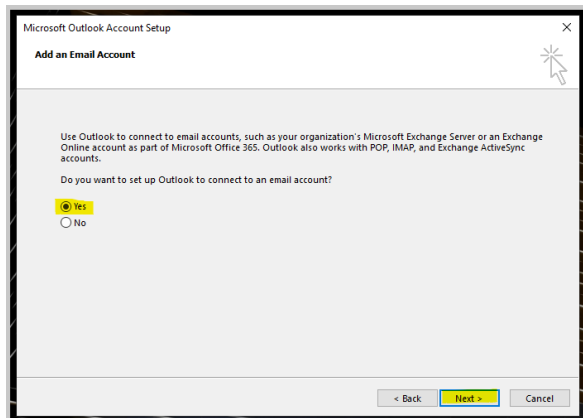 Microsoft Outlook Account Setup
Add an Email Account
Use Outlook to connect to email accounts, such as your organization's Microsoft Exchange Server or an Exchange
Online account as part of Microsoft Office 365. Outlook also works with POP, IMAP, and Exchange ActiveSync
accounts.
Do you want to set up Outlook to connect to an email account?
Yes
No
< Back Next > Cancel